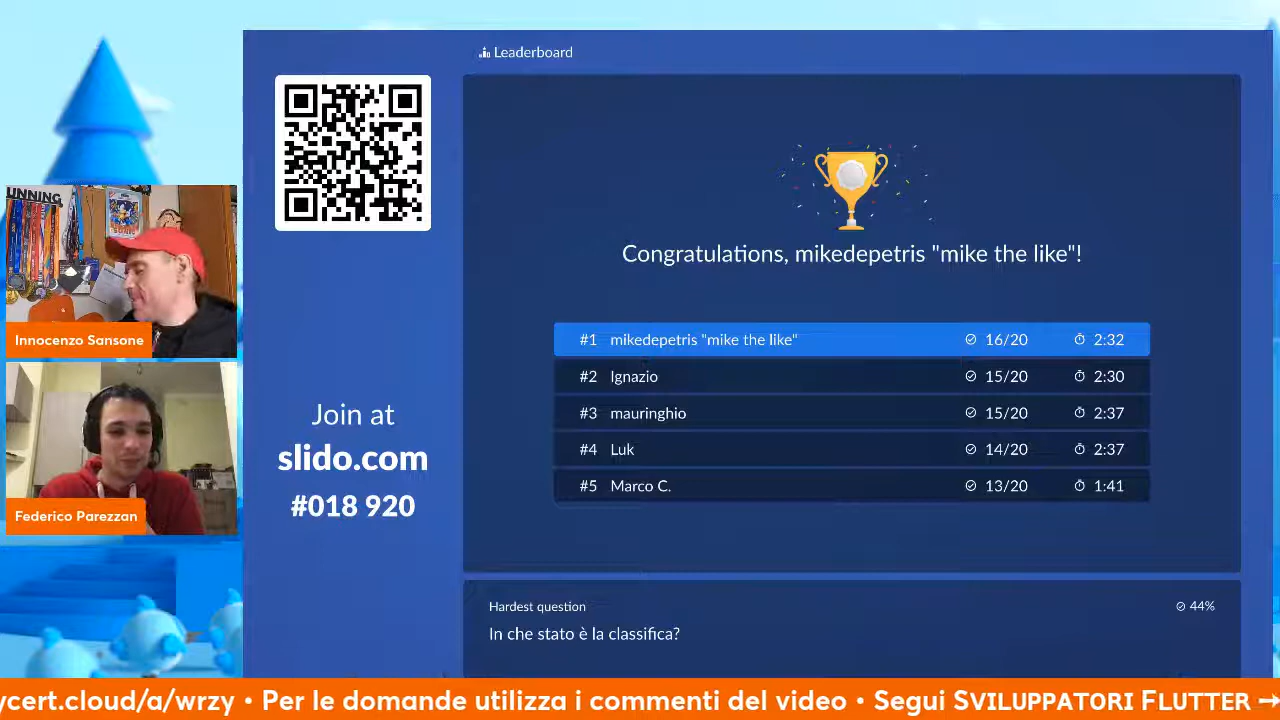 Leaderboard
UNNING
SONIC
Innocenzo Sansone
Federico Parezzan
Join at
slido.com
#018 920
Congratulations, mikedepetris "mike the like"!
#1 mikedepetris "mike the like" 16/20 2:32
#2 Ignazio 15/20 2:30
#3 mauringhio 15/20 2:37
#4 Luk 14/20 2:37
#5 Marco C. 13/20 1:41
Hardest question 44%
In che stato è la classifica?
ycert.cloud/a/wrzy • Per le domande utilizza i commenti del video • Segui SVILUPPATORI FLUTTER →